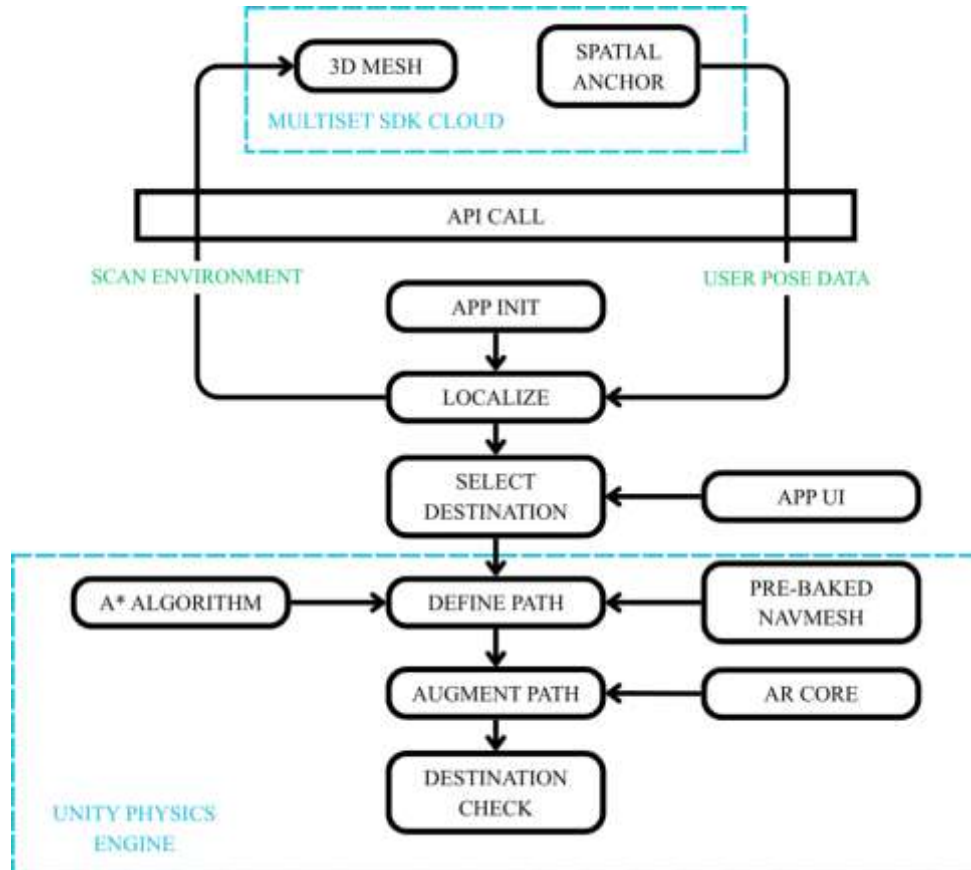 3D MESH
SPATIAL
ANCHOR
MULTISET SDK CLOUD
API CALL
SCAN ENVIRONMENT
USER POSE DATA
APP INIT
LOCALIZE
SELECT
DESTINATION
APP UI
A* ALGORITHM
DEFINE PATH
PRE-BAKED
NAVMESH
AUGMENT PATH
AR CORE
DESTINATION
CHECK
UNITY PHYSICS
ENGINE